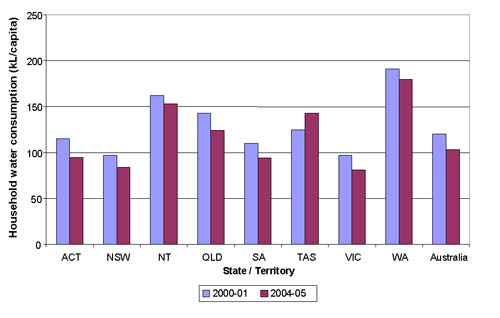 Household water consumption (kL/capita)
250
200
150
100
50
0
ACT NSW NT QLD SA TAS VIC WA Australia
State / Territory
2000-01 2004-05